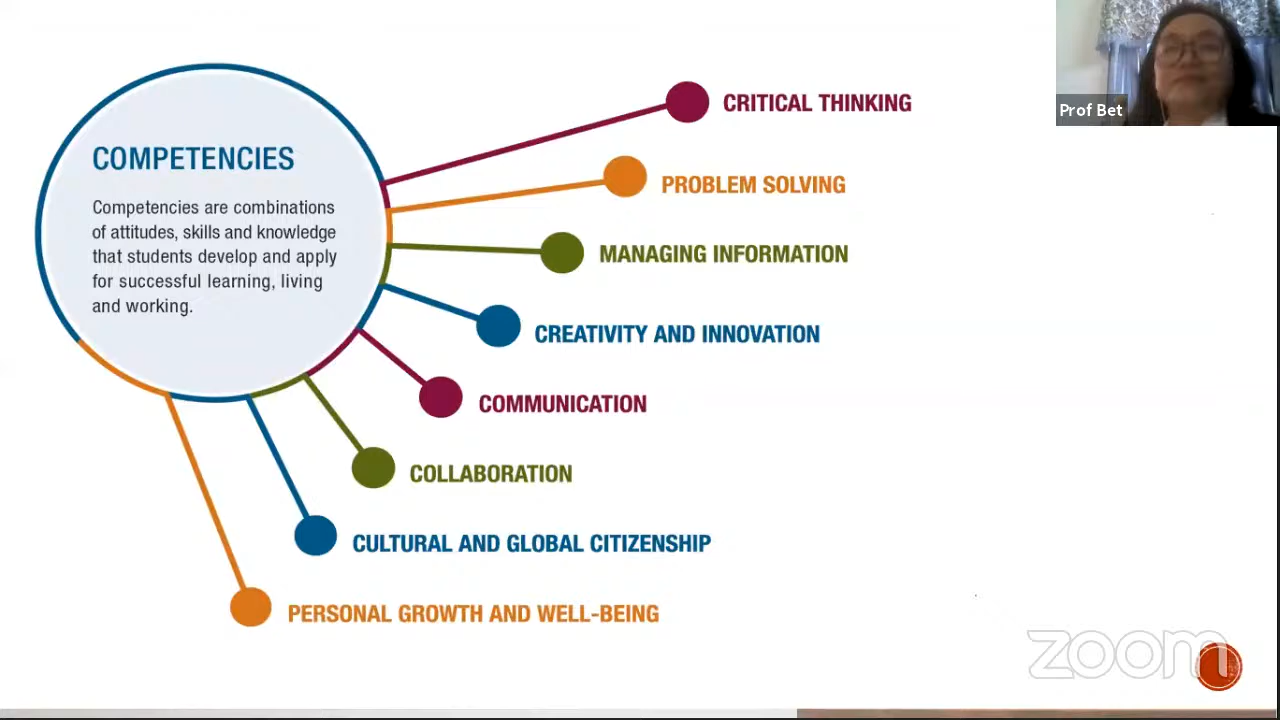 Prof Bet
COMPETENCIES
Competencies are combinations
of attitudes, skills and knowledge
that students develop and apply
for successful learning, living
and working.
CRITICAL THINKING
PROBLEM SOLVING
MANAGING INFORMATION
CREATIVITY AND INNOVATION
COMMUNICATION
COLLABORATION
CULTURAL AND GLOBAL CITIZENSHIP
PERSONAL GROWTH AND WELL-BEING
zoom